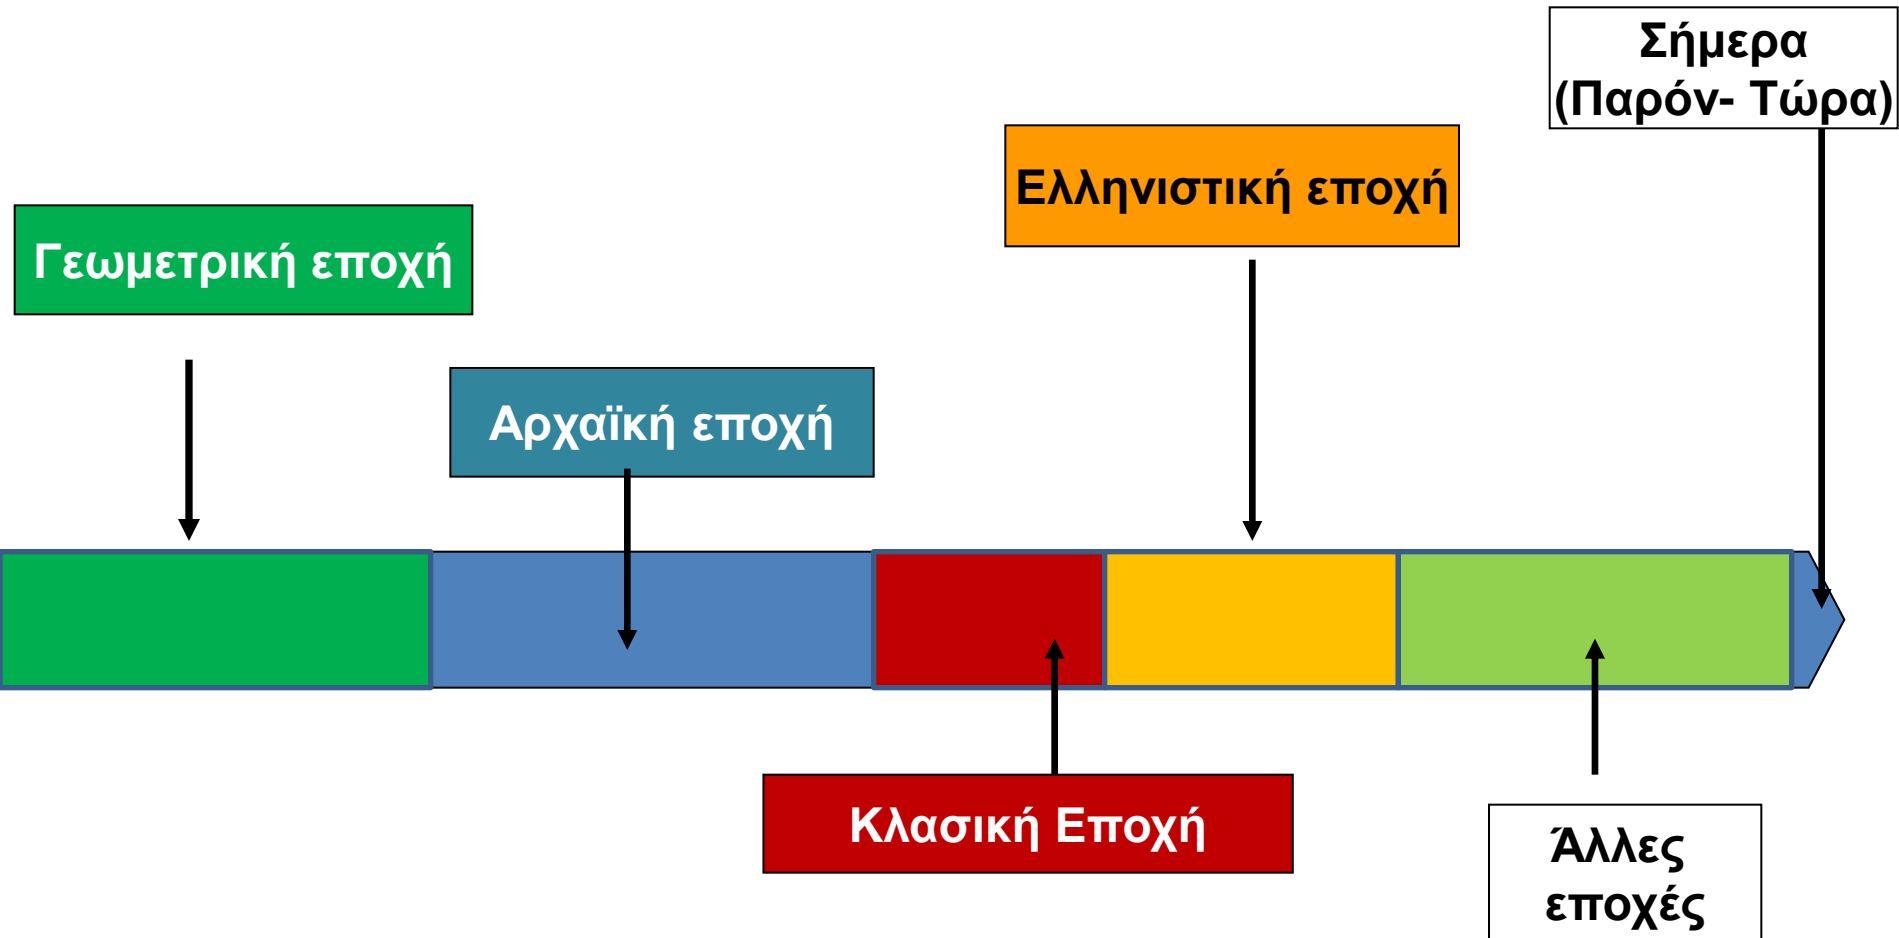 Σήμερα
(Παρόν- Τώρα)
Ελληνιστική εποχή
Γεωμετρική εποχή
Αρχαϊκή εποχή
Κλασική Εποχή
Άλλες
εποχές